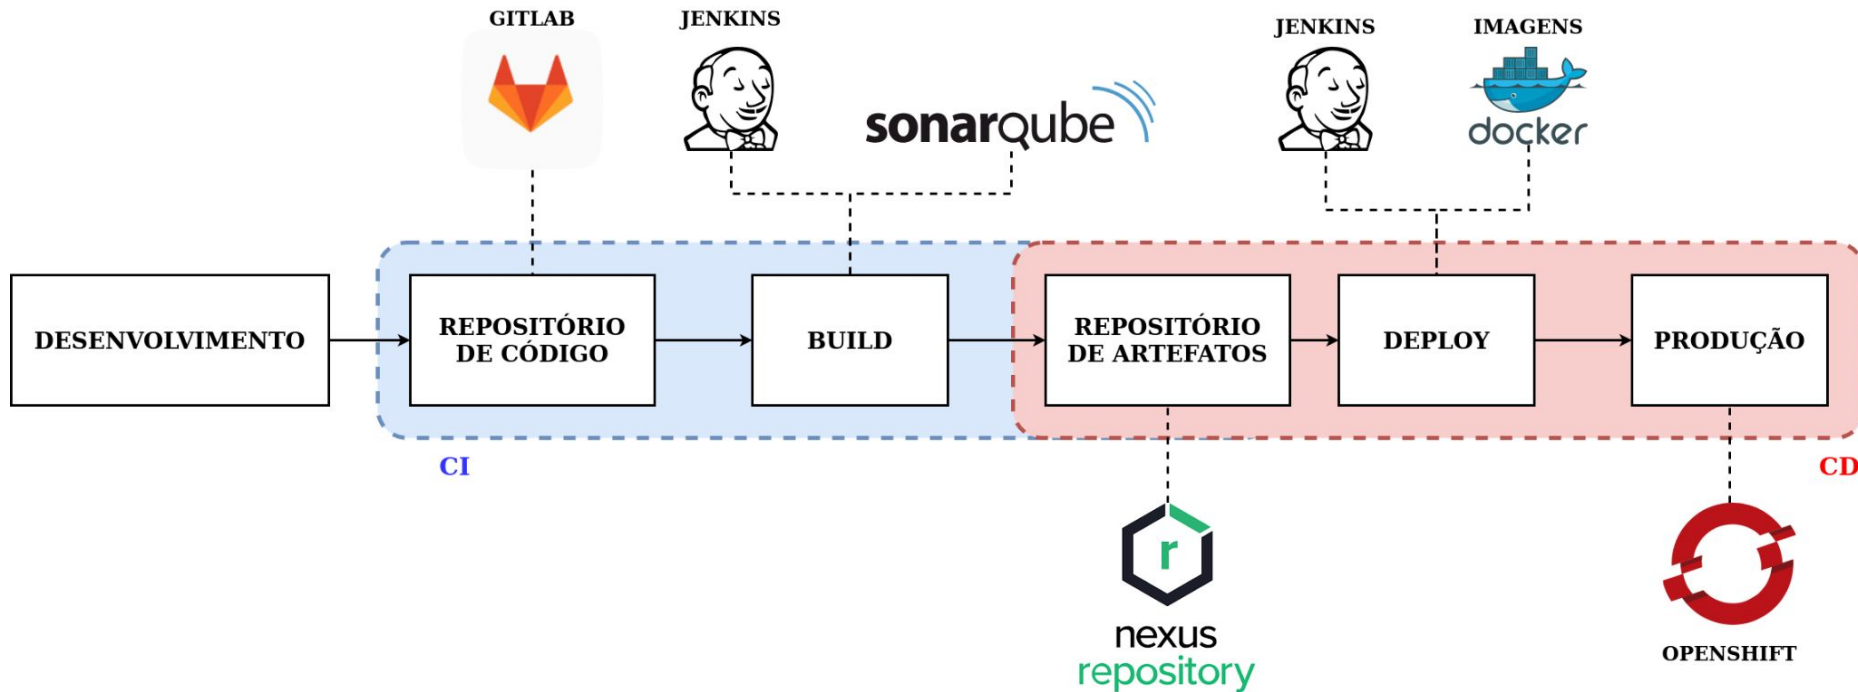 GITLAB
JENKINS
JENKINS
IMAGENS
sonarqube
docker
DESENVOLVIMENTO
REPOSITÓRIO
DE CÓDIGO
BUILD
REPOSITÓRIO
DE ARTEFATOS
DEPLOY
PRODUÇÃO
CI
CD
r
nexus
repository
OPENSHIFT